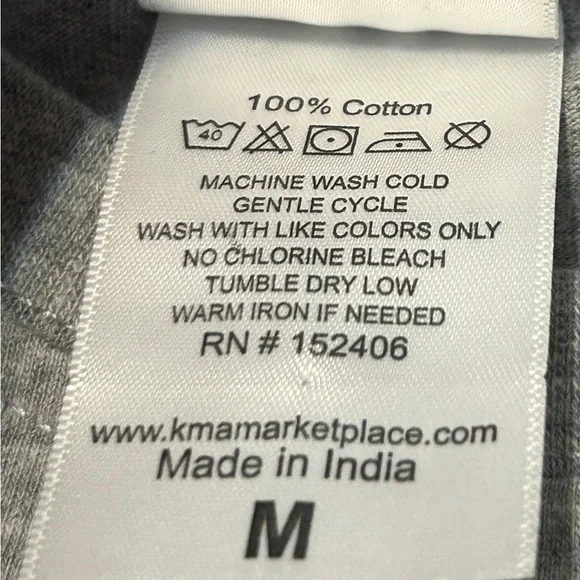 100% Cotton
40
MACHINE WASH COLD
GENTLE CYCLE
WASH WITH LIKE COLORS ONLY
NO CHLORINE BLEACH
TUMBLE DRY LOW
WARM IRON IF NEEDED
RN # 152406
www.kmamarketplace.com
Made in India
M